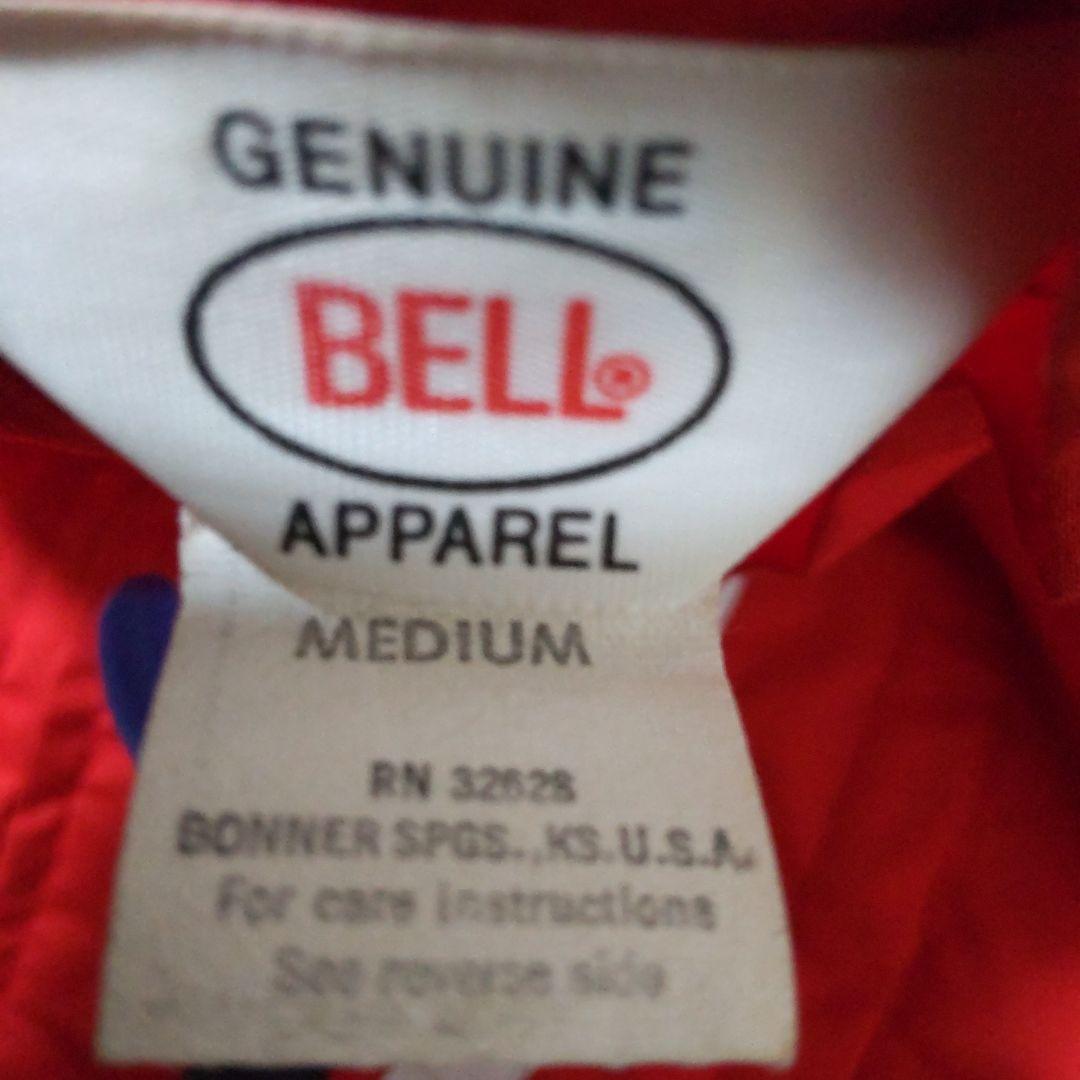 GENUINE
BELL®
APPAREL
MEDIUM
RN 32628
BONNER SPGS., KS. U.S.A.
For care instructions
See reverse side